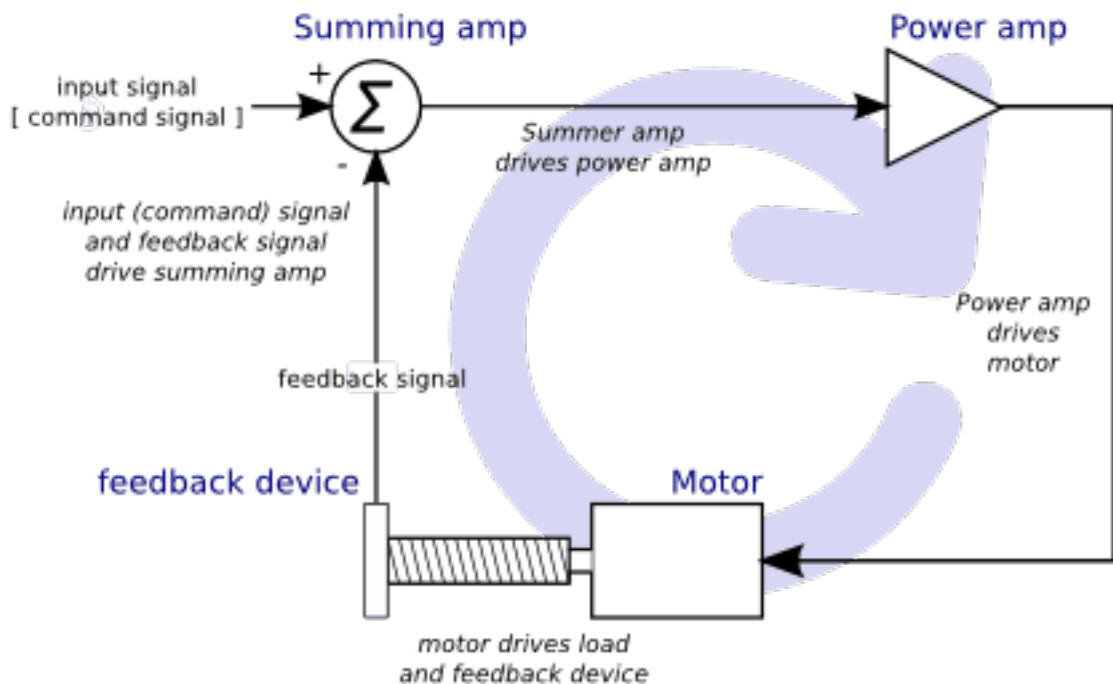 Summing amp
Power amp
+
input signal
[ command signal ]
Σ
Summer amp
drives power amp
-
input (command) signal
and feedback signal
drive summing amp
Power amp
drives
motor
feedback signal
feedback device
Motor
motor drives load
and feedback device